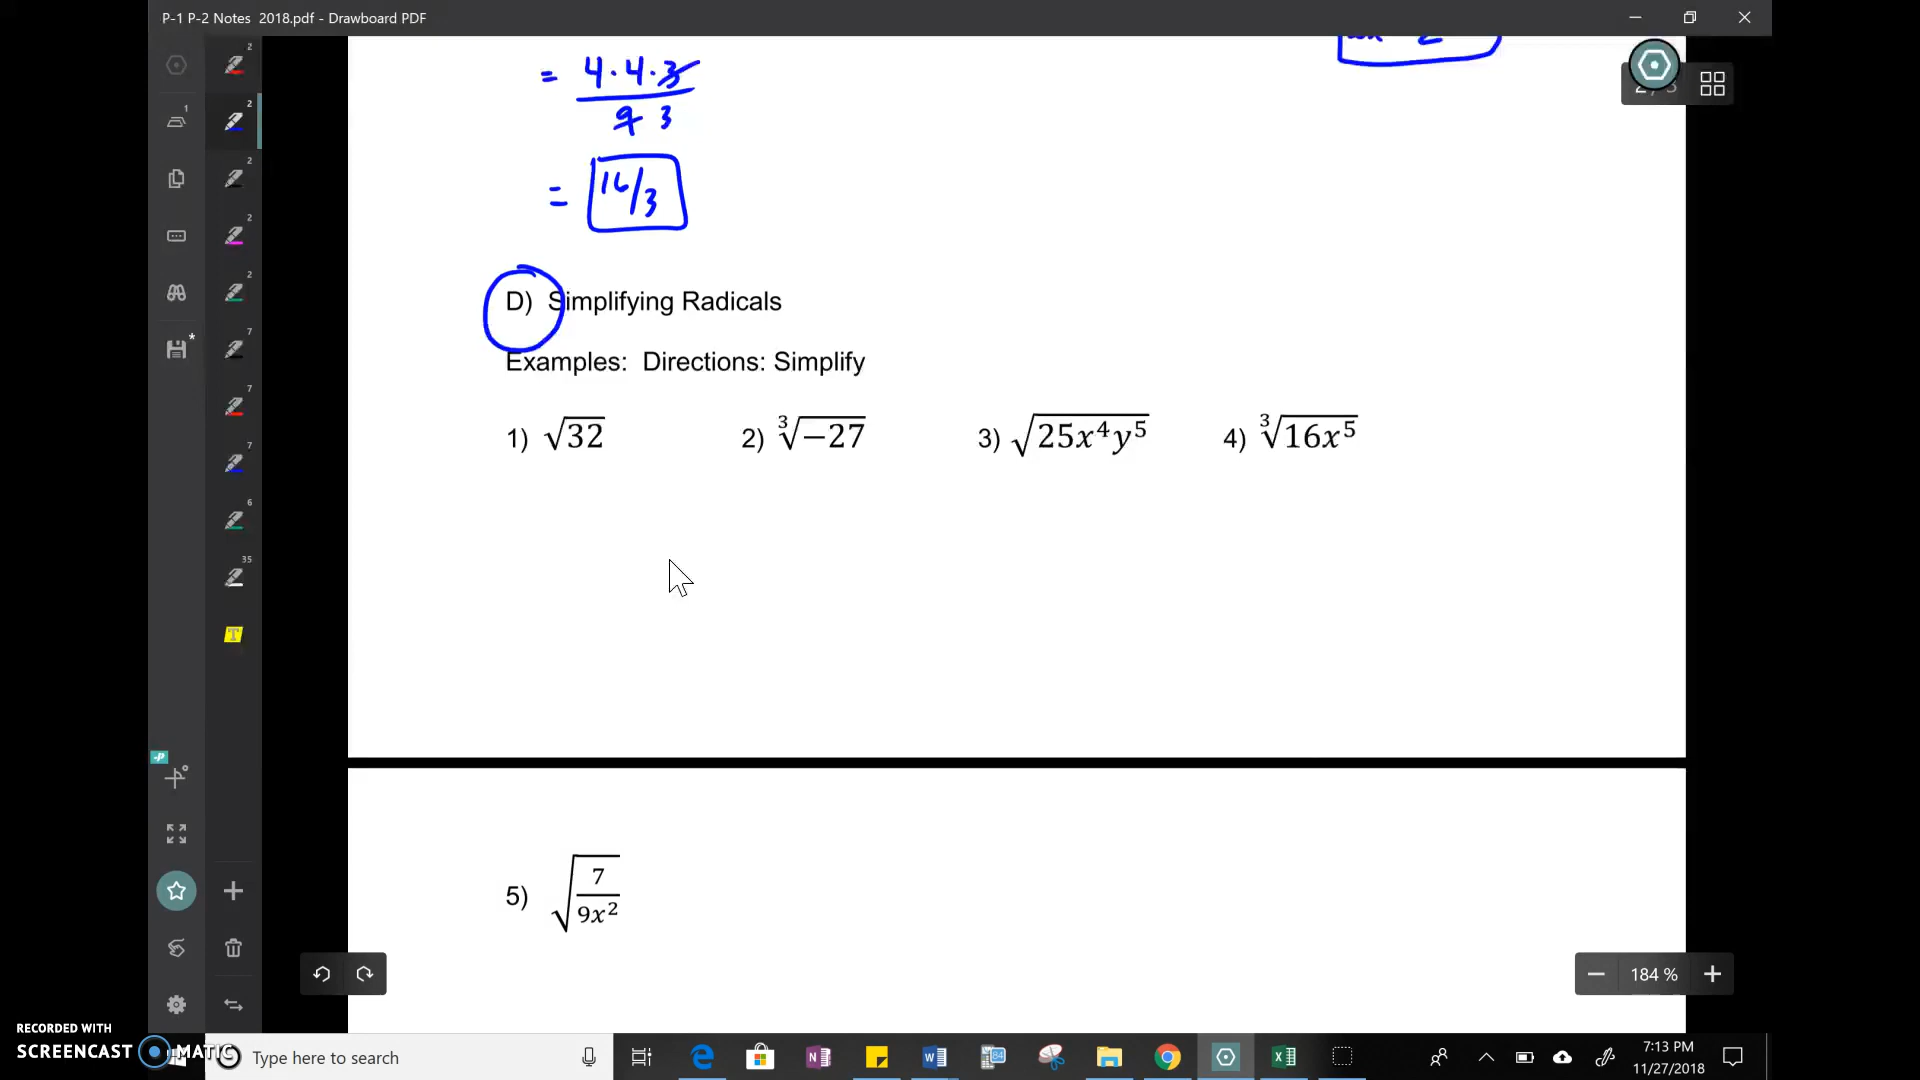 P-1 P-2 Notes 2018.pdf - Drawboard PDF
= 4·4·3
9 3
= 16/3
D) Simplifying Radicals
Examples: Directions: Simplify
1) √32 2) ∛−27 3) √25x⁴y⁵ 4) ∛16x⁵
5) √7/9x²
184 %
RECORDED WITH
SCREENCAST MATIC
Type here to search
7:13 PM
11/27/2018